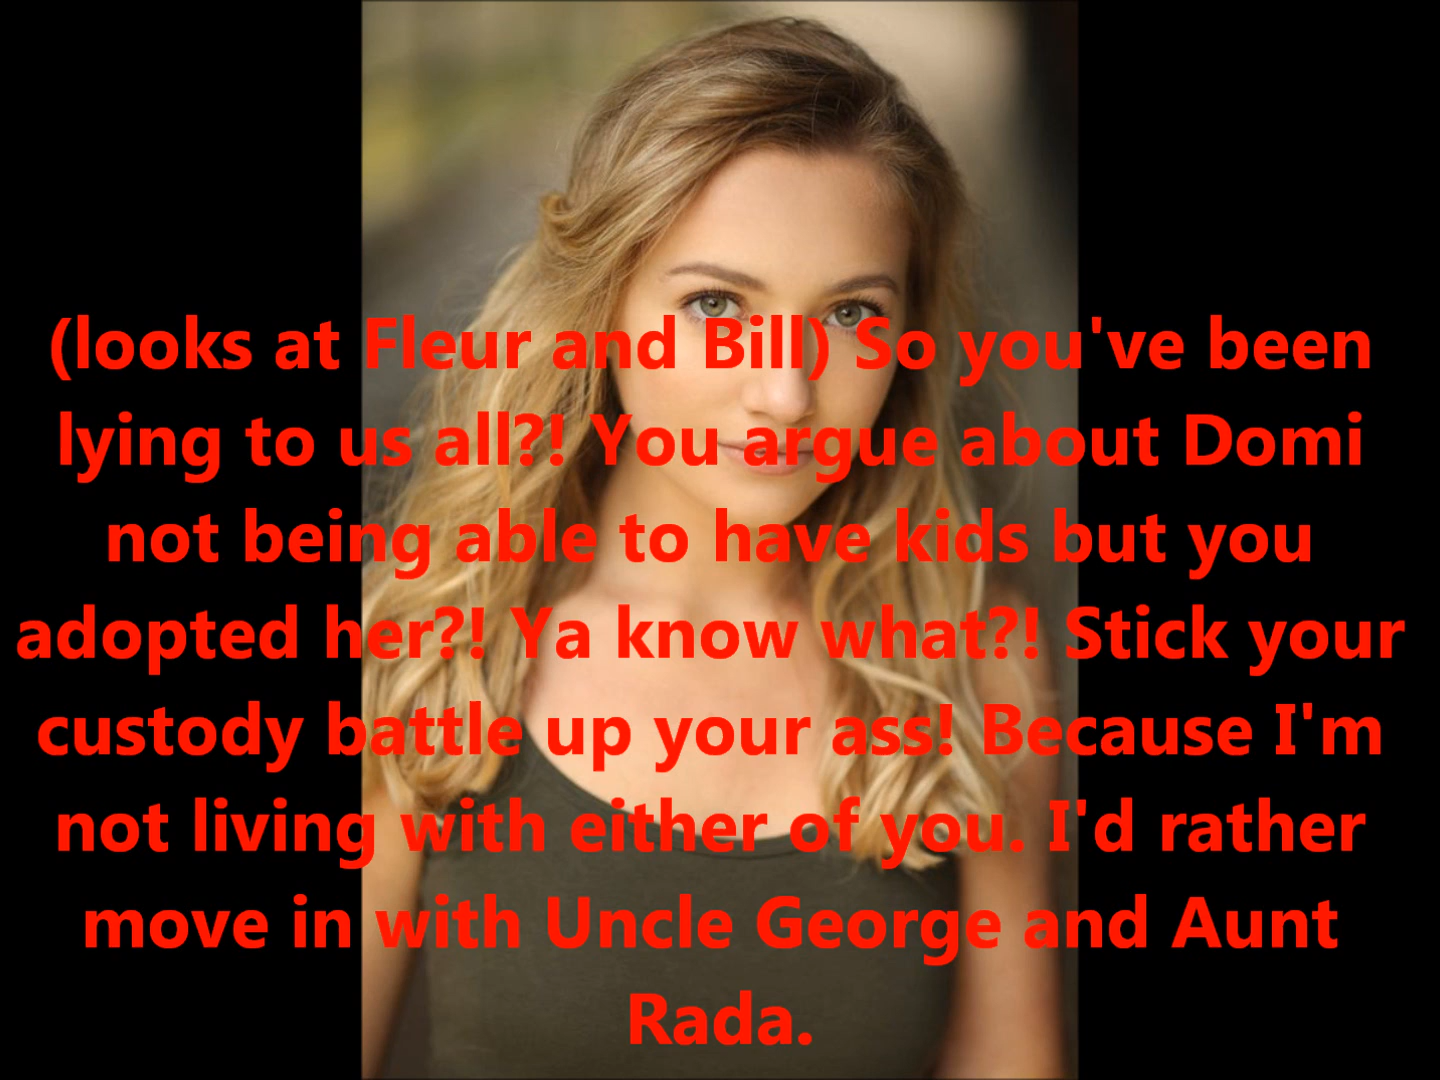 (looks at Fleur and Bill) So you've been
lying to us all?! You argue about Domi
not being able to have kids but you
adopted her?! Ya know what?! Stick your
custody battle up your ass! Because I'm
not living with either of you. I'd rather
move in with Uncle George and Aunt
Rada.